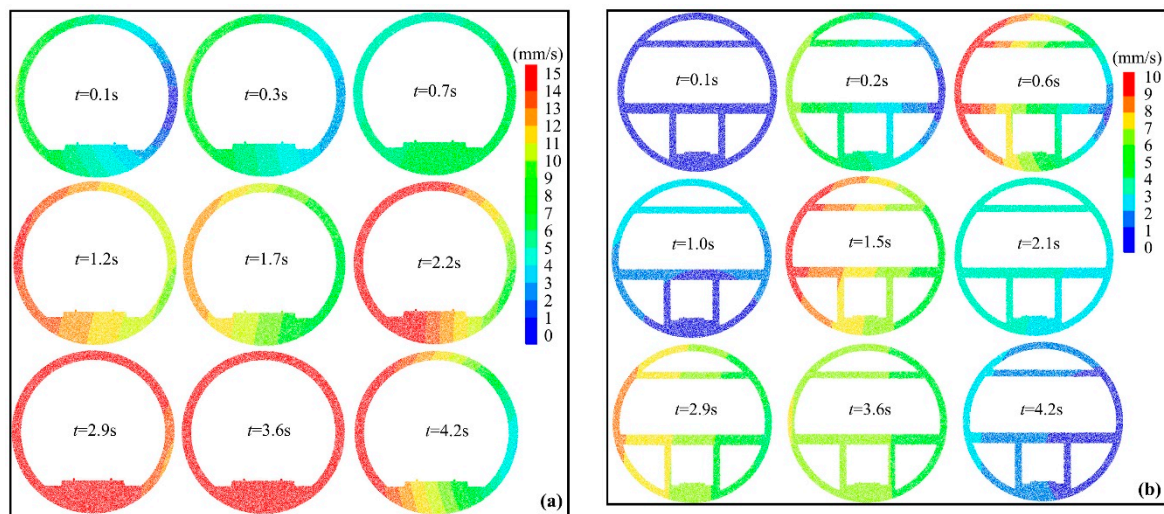 (mm/s)
15
14
13
12
11
10
9
8
7
6
5
4
3
2
1
0
t=0.1s
t=0.3s
t=0.7s
t=1.2s
t=1.7s
t=2.2s
t=2.9s
t=3.6s
t=4.2s
(a)
(mm/s)
10
9
8
7
6
5
4
3
2
1
0
t=0.1s
t=0.2s
t=0.6s
t=1.0s
t=1.5s
t=2.1s
t=2.9s
t=3.6s
t=4.2s
(b)